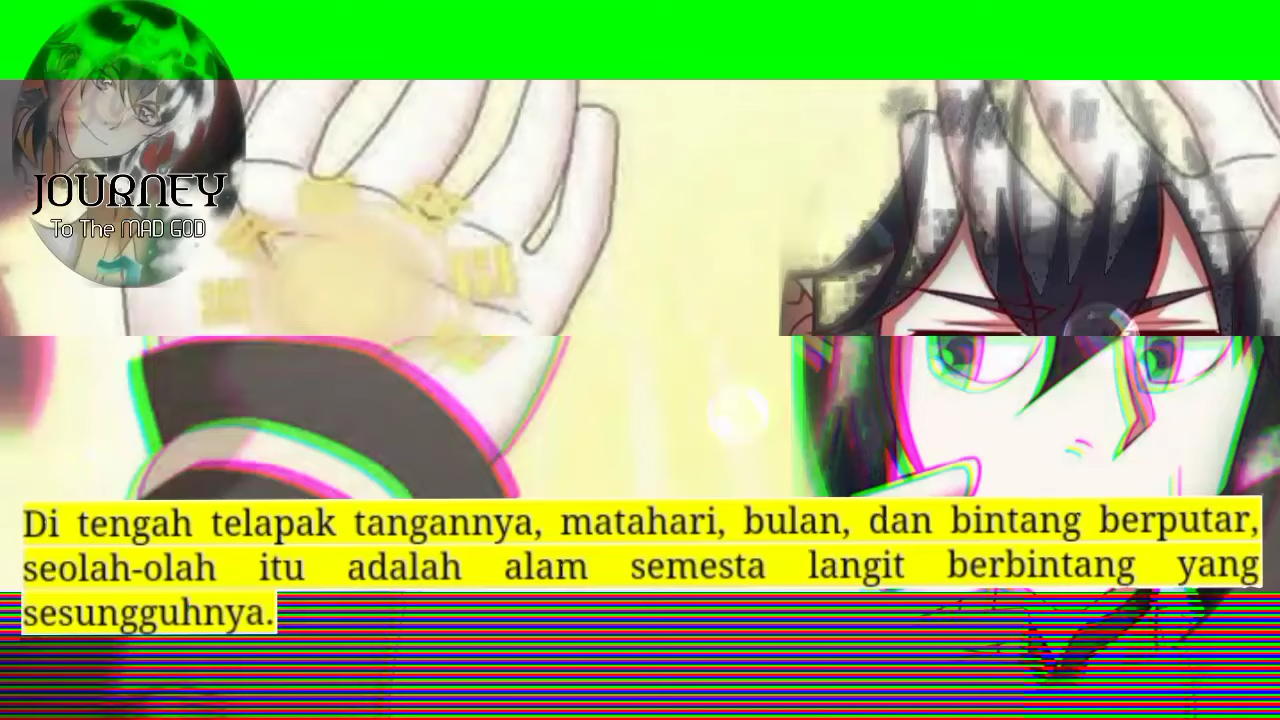 JOURNEY
To The MAD GOD
Di tengah telapak tangannya, matahari, bulan, dan bintang berputar,
seolah-olah itu adalah alam semesta langit berbintang yang
sesungguhnya.